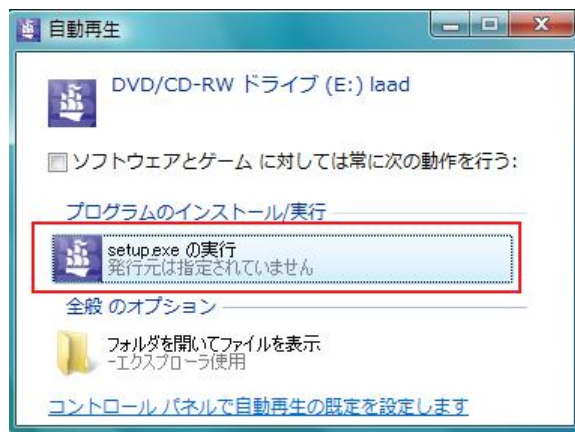 自動再生
DVD/CD-RW ドライブ (E:) laad
ソフトウェアとゲーム に対しては常に次の動作を行う:
プログラムのインストール/実行
setup.exe の実行
発行元は指定されていません
全般 のオプション
フォルダを開いてファイルを表示
-エクスプローラ使用
コントロール パネルで自動再生の既定を設定します